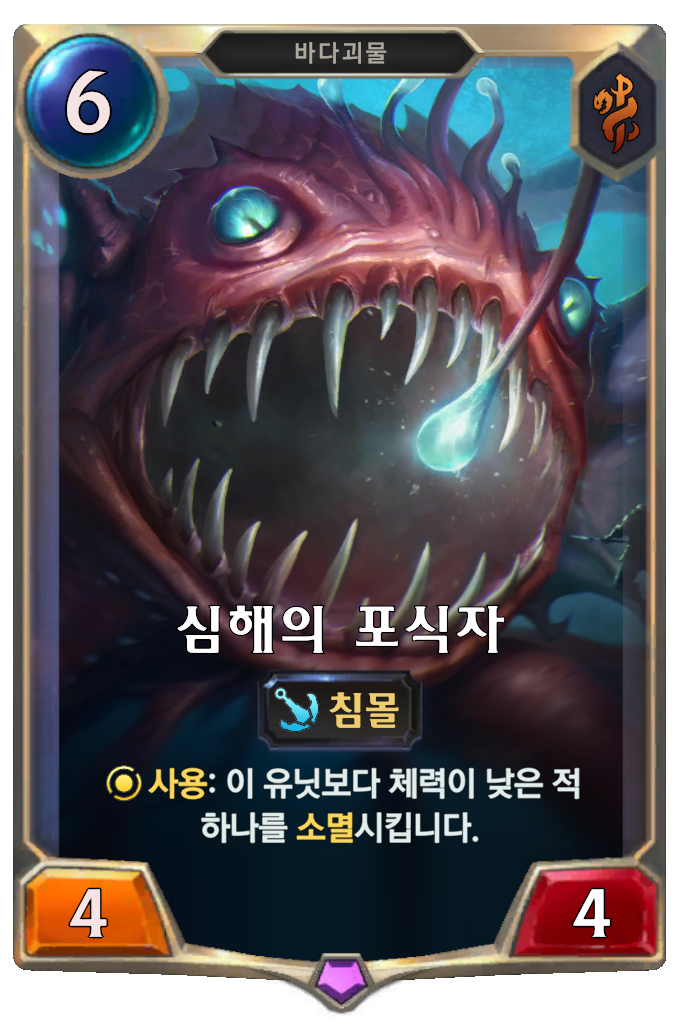 바다괴물
6
심해의 포식자
침몰
사용: 이 유닛보다 체력이 낮은 적
하나를 소멸시킵니다.
4
4